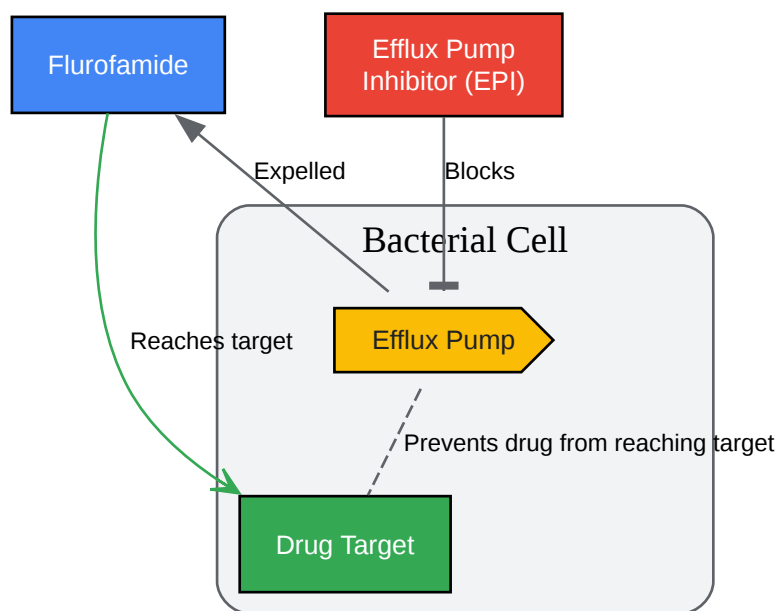 Flurofamide
Efflux Pump
Inhibitor (EPI)
Expelled
Blocks
Bacterial Cell
Reaches target
Efflux Pump
Prevents drug from reaching target
Drug Target